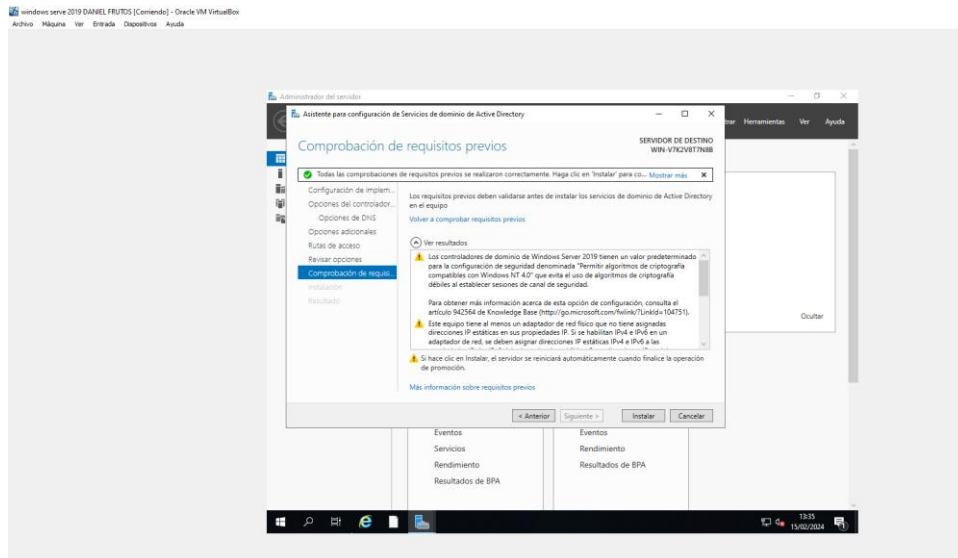 windows serve 2019 DANIEL FRUTOS [Corriendo] - Oracle VM VirtualBox
Archivo Máquina Ver Entrada Dispositivos Ayuda
Administrador del servidor
Asistente para configuración de Servicios de dominio de Active Directory
trar Herramientas Ver Ayuda
Comprobación de requisitos previos
SERVIDOR DE DESTINO
WIN-V7K2V8T7N8B
Todas las comprobaciones de requisitos previos se realizaron correctamente. Haga clic en 'Instalar' para co... Mostrar más
Configuración de implem...
Opciones del controlador...
Opciones de DNS
Opciones adicionales
Rutas de acceso
Revisar opciones
Comprobación de requisi...
Instalación
Resultado
Los requisitos previos deben validarse antes de instalar los servicios de dominio de Active Directory
en el equipo
Volver a comprobar requisitos previos
Ver resultados
Los controladores de dominio de Windows Server 2019 tienen un valor predeterminado
para la configuración de seguridad denominada "Permitir algoritmos de criptografía
compatibles con Windows NT 4.0" que evita el uso de algoritmos de criptografía
débiles al establecer sesiones de canal de seguridad.
Para obtener más información acerca de esta opción de configuración, consulta el
artículo 942564 de Knowledge Base (http://go.microsoft.com/fwlink/?LinkId=104751).
Este equipo tiene al menos un adaptador de red físico que no tiene asignadas
direcciones IP estáticas en sus propiedades IP. Si se habilitan IPv4 e IPv6 en un
adaptador de red, se deben asignar direcciones IP estáticas IPv4 e IPv6 a las
Si hace clic en Instalar, el servidor se reiniciará automáticamente cuando finalice la operación
de promoción.
Más información sobre requisitos previos
< Anterior Siguiente > Instalar Cancelar
Ocultar
Eventos
Servicios
Rendimiento
Resultados de BPA
Eventos
Rendimiento
Resultados de BPA
13:35
15/02/2024